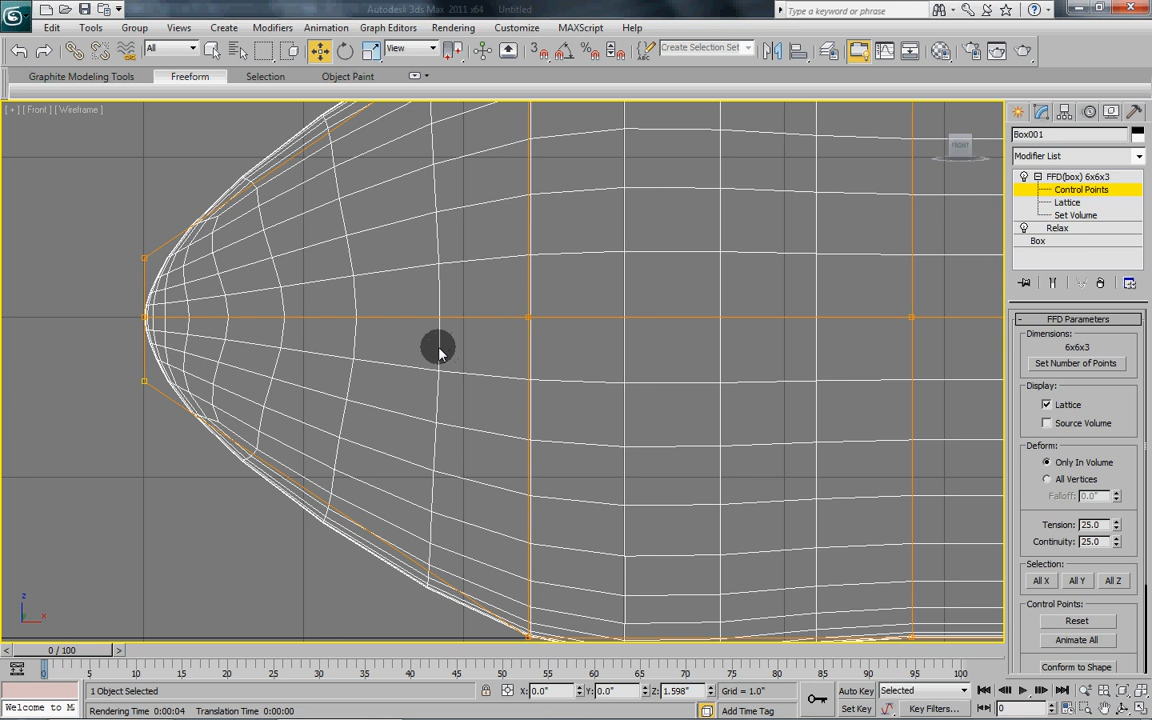 Autodesk 3ds Max 2011 x64 Untitled
Type a keyword or phrase
Edit Tools Group Views Create Modifiers Animation Graph Editors Rendering Customize MAXScript Help
All View 3 Create Selection Set
Graphite Modeling Tools Freeform Selection Object Paint
[ + ] [ Front ] [ Wireframe ]
FRONT
Box001
Modifier List
FFD(box) 6x6x3
Control Points
Lattice
Set Volume
Relax
Box
FFD Parameters
Dimensions:
6x6x3
Set Number of Points
Display:
Lattice
Source Volume
Deform:
Only In Volume
All Vertices
Falloff: 0.0"
Tension: 25.0
Continuity: 25.0
Selection:
All X All Y All Z
Control Points:
Reset
Animate All
Conform to Shape
z
x
0 / 100
0 5 10 15 20 25 30 35 40 45 50 55 60 65 70 75 80 85 90 95 100
1 Object Selected X: 0.0" Y: 0.0" Z: 1.598" Grid = 1.0" Auto Key Selected
Welcome to M Rendering Time 0:00:04 Translation Time 0:00:00 Add Time Tag Set Key Key Filters... 0